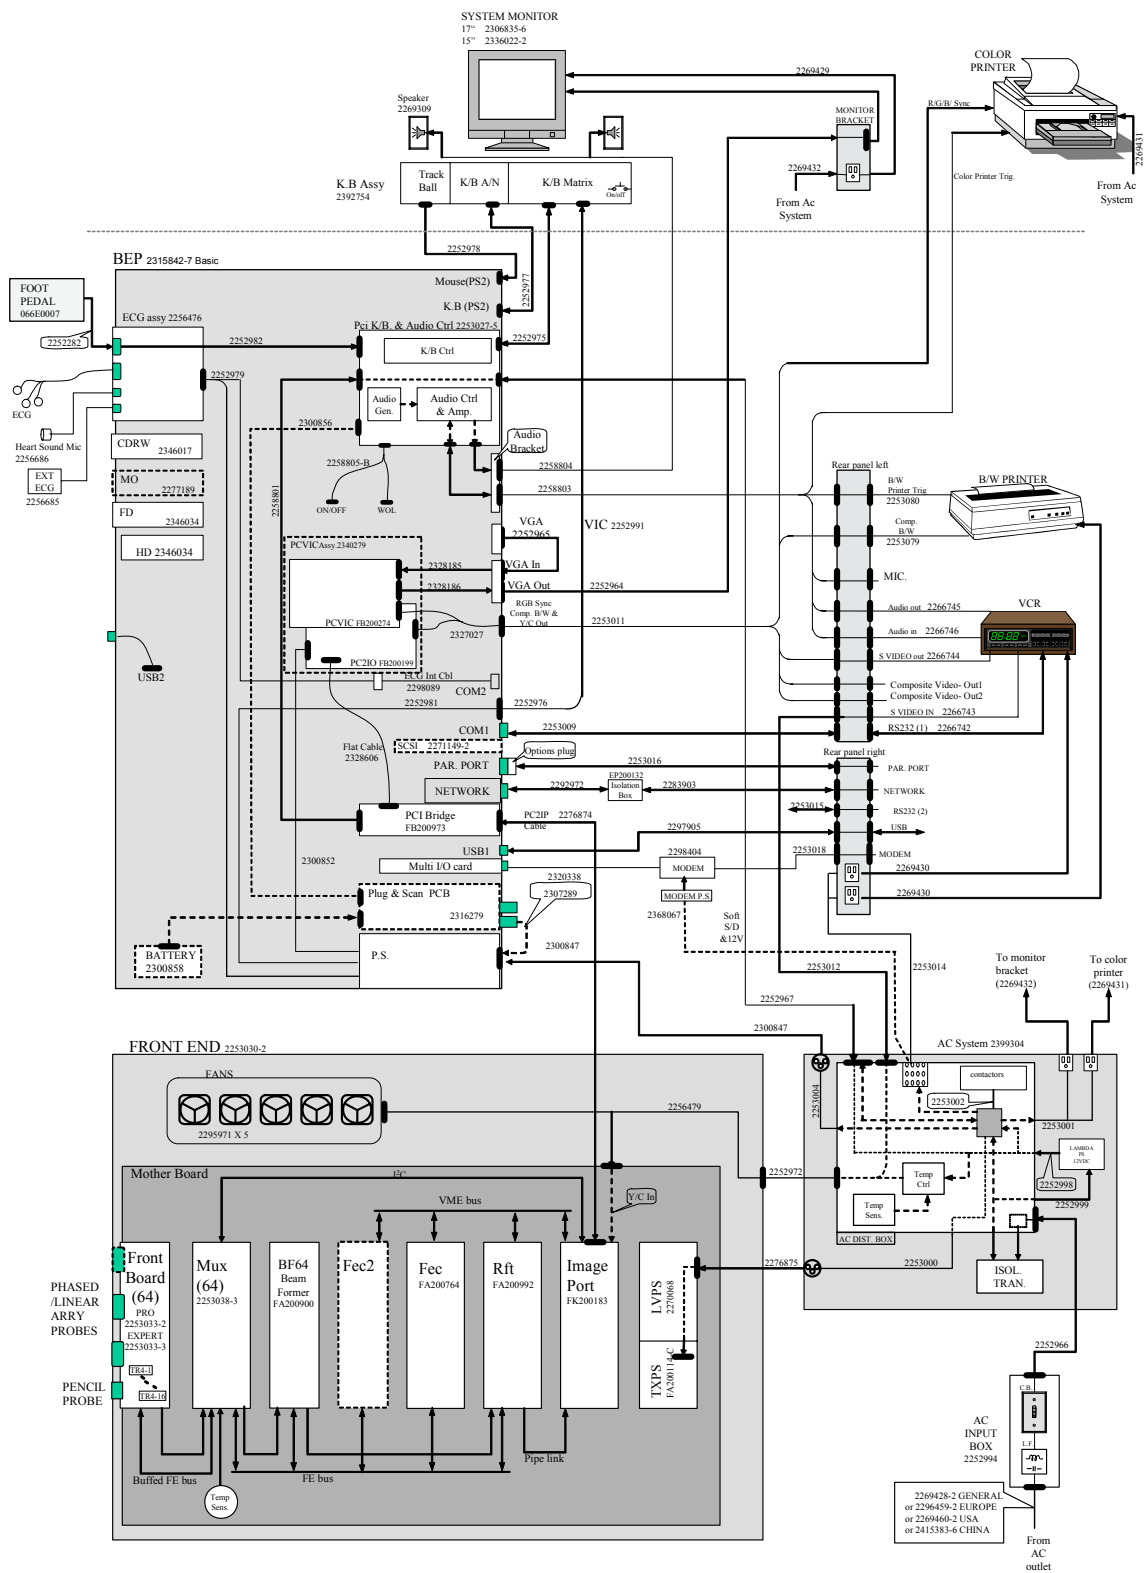 SYSTEM MONITOR
17" 2306835-6
15" 2336022-2
2269429
COLOR
PRINTER
Speaker
2269309
MONITOR
BRACKET
R/G/B/ Sync
2269431
Track
Ball
K/B A/N
K/B Matrix
On/off
K.B Assy
2392754
2269432
From Ac
System
Color Printer Trig.
From Ac
System
2252978
2252977
BEP 2315842-7 Basic
Mouse(PS2)
K.B (PS2)
FOOT
PEDAL
066E0007
2252282
ECG assy 2256476
Pci K/B. & Audio Ctrl 2253027-5
2252982
K/B Ctrl
2252975
2252979
ECG
Audio
Gen.
Audio Ctrl
& Amp.
2300856
Heart Sound Mic
2256686
EXT
ECG
2256685
CDRW
2346017
MO
2277189
FD
2346034
HD 2346034
2258801
2258805-B
ON/OFF
WOL
Audio
Bracket
2258804
2258803
VGA
2252965
VIC 2252991
PCVIC Assy.2340279
2328185
VGA In
2328186
VGA Out
2252964
PCVIC FB200274
PC2IO FB200199
2327027
RGB Sync
Comp. B/W &
Y/C Out
2253011
USB2
ECG Int Cbl
2298089
COM2
2252981
2252976
COM1
2253009
Flat Cable
2328606
SCSI 2271149-2
Options plug
PAR. PORT
2253016
NETWORK
2292972
EP200132
Isolation
Box
2283903
PCI Bridge
FB200973
PC2IP
Cable
2276874
2300852
USB1
2297905
Multi I/O card
2298404
MODEM
2253018
MODEM P.S.
2368067
Plug & Scan PCB
2316279
2320338
2307289
BATTERY
2300858
P.S.
2300847
Soft
S/D
&12V
Rear panel left
B/W
Printer Trig
2253080
B/W PRINTER
Comp.
B/W
2253079
MIC.
Audio out 2266745
VCR
Audio in 2266746
S VIDEO out 2266744
Composite Video- Out1
Composite Video- Out2
S VIDEO IN 2266743
RS232 (1) 2266742
Rear panel right
PAR. PORT
NETWORK
2253015
RS232 (2)
USB
MODEM
2269430
2269430
2253012
2253014
2252967
2300847
To monitor
bracket
(2269432)
To color
printer
(2269431)
FRONT END 2253030-2
FANS
2295971 X 5
2256479
2252972
AC System 2399304
contactors
2253004
2253002
2253001
LAMBDA
PS
12VDC
2252998
2252999
Temp
Ctrl
Temp
Sens.
AC DIST. BOX
ISOL.
TRAN.
2253000
2276875
Mother Board
I²C
VME bus
Y/C In
Front
Board
(64)
PRO
2253033-2
EXPERT
2253033-3
TR4-1
TR4-16
Mux
(64)
2253038-3
BF64
Beam
Former
FA200900
Fec2
Fec
FA200764
Rft
FA200992
Image
Port
FK200183
LVPS
2270068
TXPS
FA200114-C
PHASED
/LINEAR
ARRY
PROBES
PENCIL
PROBE
Buffed FE bus
FE bus
Pipe link
Temp
Sens.
2252966
C.B.
L.F.
AC
INPUT
BOX
2252994
2269428-2 GENERAL
or 2296459-2 EUROPE
or 2269460-2 USA
or 2415383-6 CHINA
From
AC
outlet